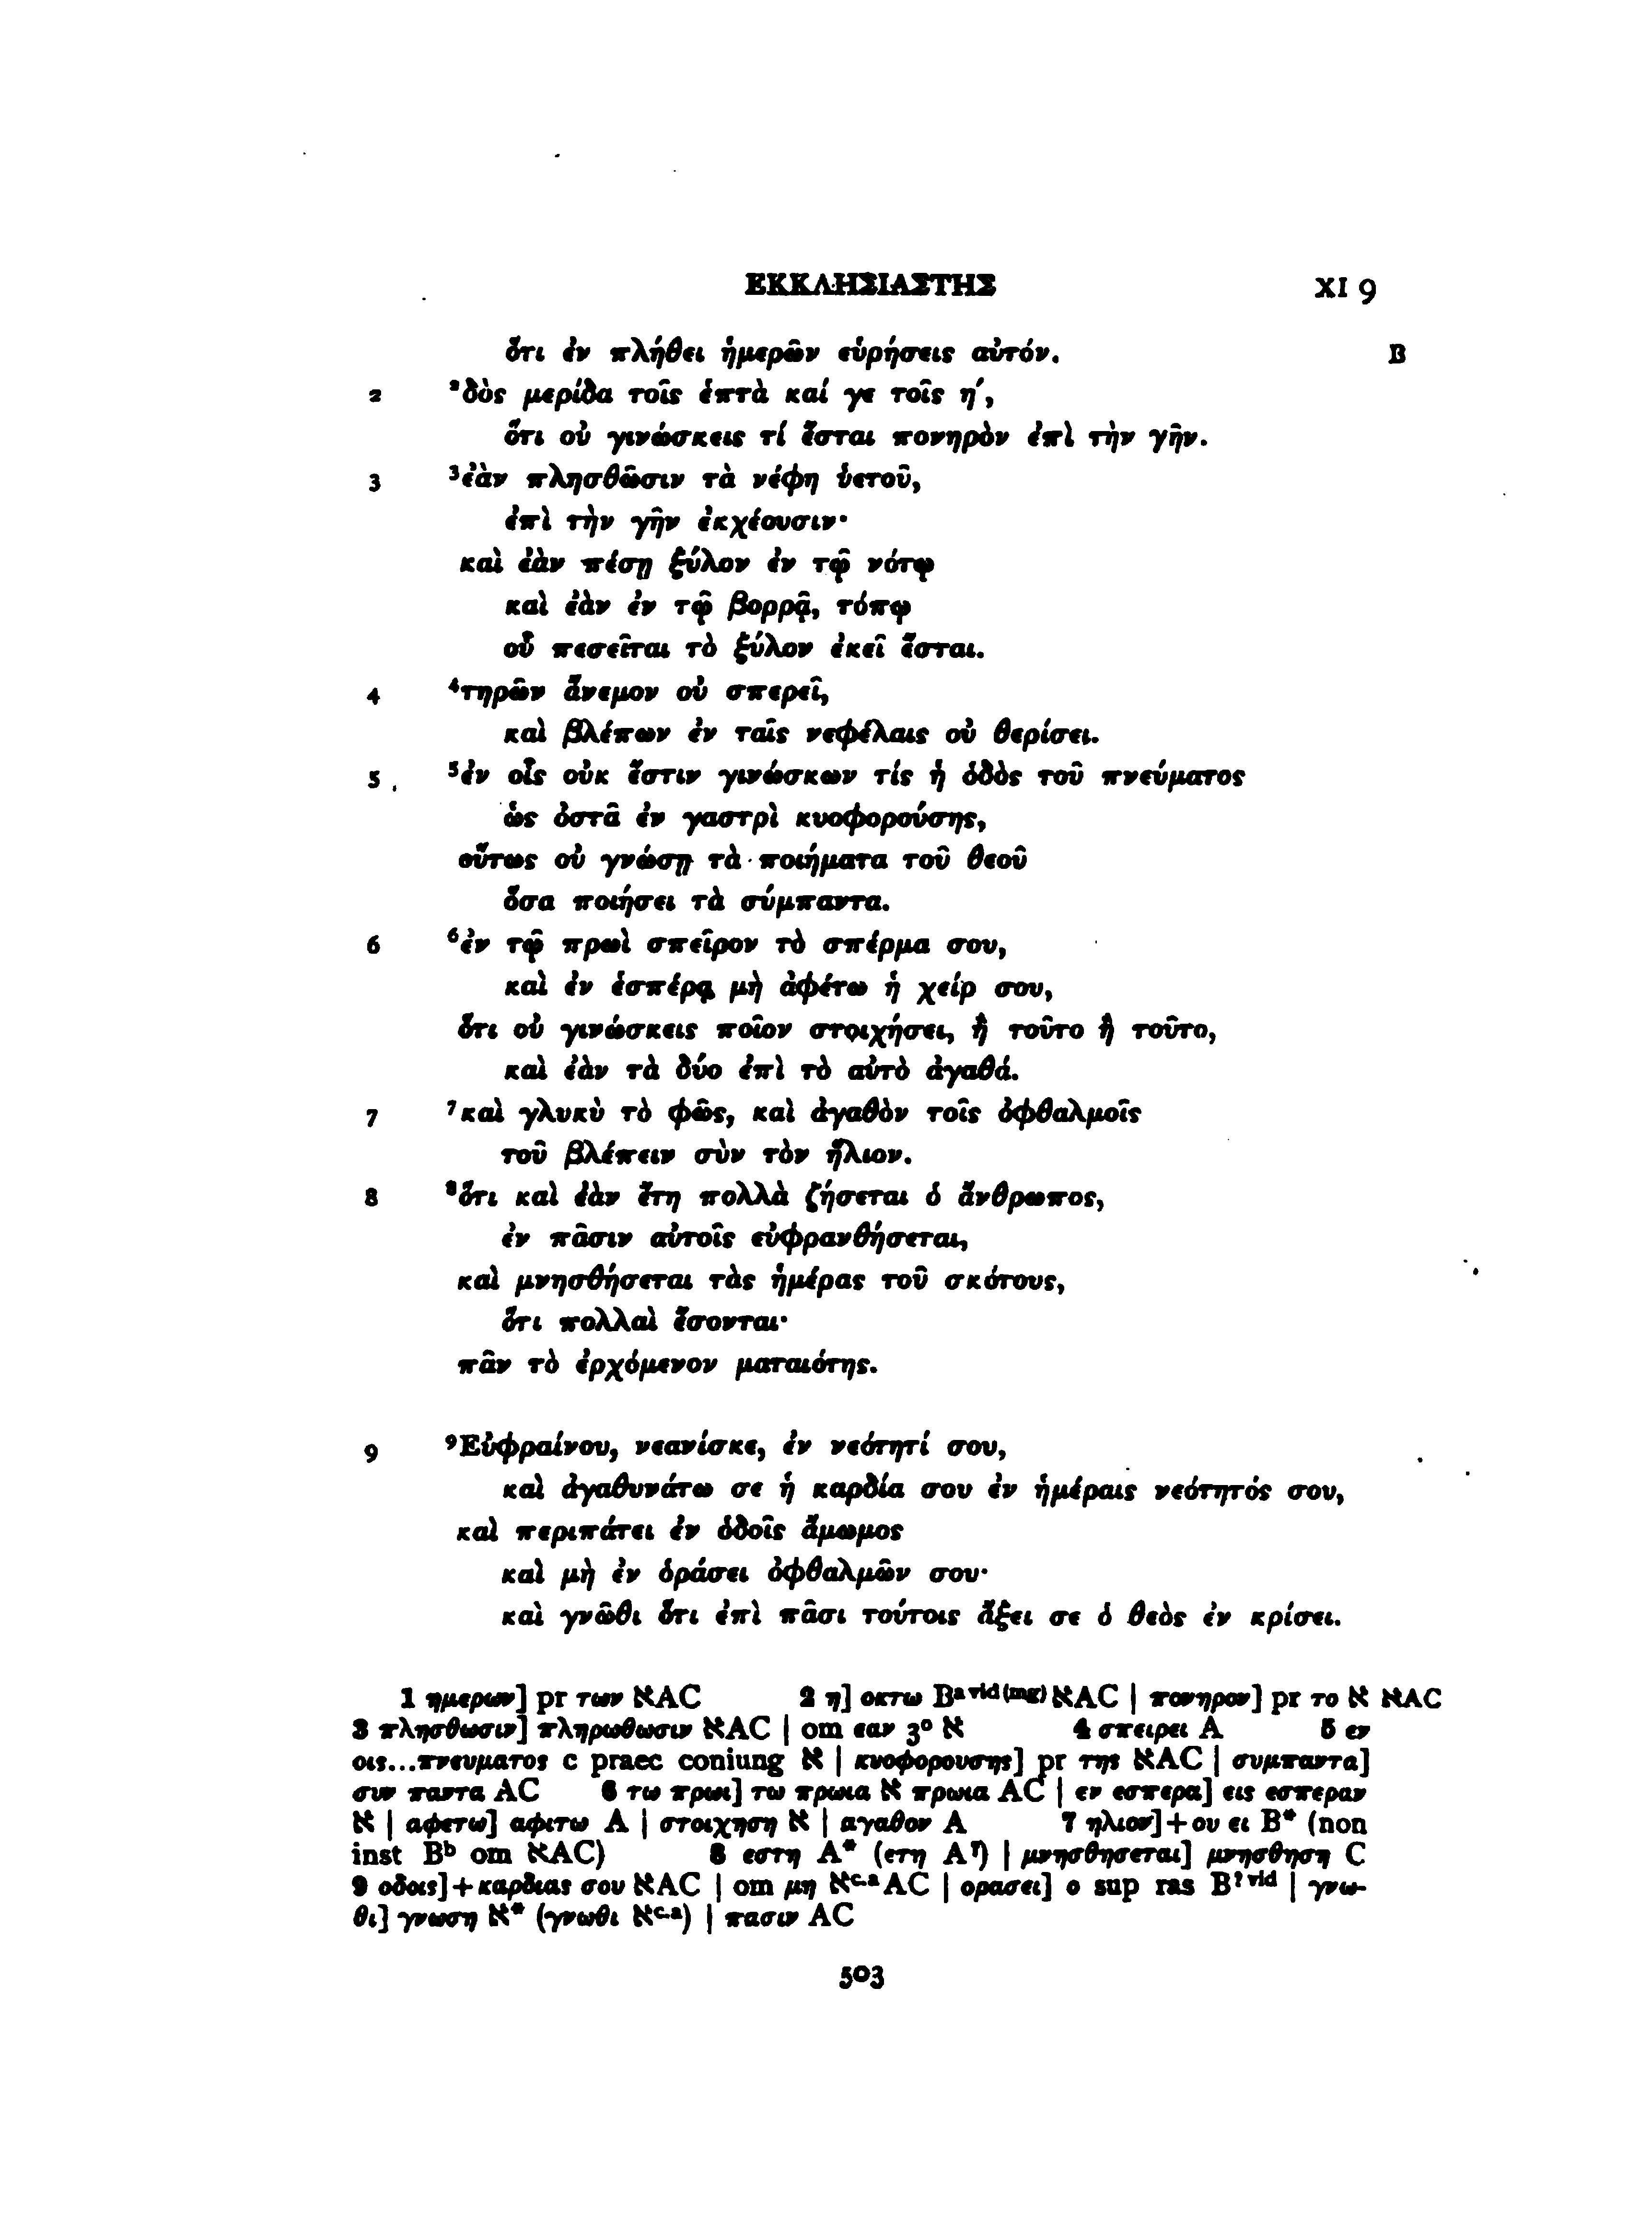 ΕΚΚΛΗΣΙΑΣΤΗΣ XI 9
ὅτι ἐν πλήθει ἡμερῶν εὑρήσεις αὐτόν. B
2 ²δὸς μερίδα τοῖς ἑπτὰ καί γε τοῖς η´,
ὅτι οὐ γινώσκεις τί ἔσται πονηρὸν ἐπὶ τὴν γῆν.
3 ³ἐὰν πλησθῶσιν τὰ νέφη ὑετοῦ,
ἐπὶ τὴν γῆν ἐκχέουσιν·
καὶ ἐὰν πέσῃ ξύλον ἐν τῷ νότῳ
καὶ ἐὰν ἐν τῷ βορρᾷ, τόπῳ
οὗ πεσεῖται τὸ ξύλον ἐκεῖ ἔσται.
4 ⁴τηρῶν ἄνεμον οὐ σπερεῖ,
καὶ βλέπων ἐν ταῖς νεφέλαις οὐ θερίσει.
5 ⁵ἐν οἷς οὐκ ἔστιν γινώσκων τίς ἡ ὁδὸς τοῦ πνεύματος
ὡς ὀστᾶ ἐν γαστρὶ κυοφορούσης,
οὕτως οὐ γνώσῃ τὰ ποιήματα τοῦ θεοῦ
ὅσα ποιήσει τὰ σύμπαντα.
6 ⁶ἐν τῷ πρωὶ σπεῖρον τὸ σπέρμα σου,
καὶ ἐν ἑσπέρᾳ μὴ ἀφέτω ἡ χείρ σου,
ὅτι οὐ γινώσκεις ποῖον στοιχήσει, ἢ τοῦτο ἢ τοῦτο,
καὶ ἐὰν τὰ δύο ἐπὶ τὸ αὐτὸ ἀγαθά.
7 ⁷καὶ γλυκὺ τὸ φῶς, καὶ ἀγαθὸν τοῖς ὀφθαλμοῖς
τοῦ βλέπειν σὺν τὸν ἥλιον.
8 ⁸ὅτι καὶ ἐὰν ἔτη πολλὰ ζήσεται ὁ ἄνθρωπος,
ἐν πᾶσιν αὐτοῖς εὐφρανθήσεται,
καὶ μνησθήσεται τὰς ἡμέρας τοῦ σκότους,
ὅτι πολλαὶ ἔσονται·
πᾶν τὸ ἐρχόμενον ματαιότης.
9 ⁹Εὐφραίνου, νεανίσκε, ἐν νεότητί σου,
καὶ ἀγαθυνάτω σε ἡ καρδία σου ἐν ἡμέραις νεότητός σου,
καὶ περιπάτει ἐν ὁδοῖς ἄμωμος
καὶ μὴ ἐν ὁράσει ὀφθαλμῶν σου·
καὶ γνῶθι ὅτι ἐπὶ πᾶσι τούτοις ἄξει σε ὁ θεὸς ἐν κρίσει.
1 ημερων] pr των ℵAC 2 η] οκτω Bᵃ ᵛⁱᵈ ⁽ᵐᵍ⁾ ℵAC | πονηρον] pr το ℵ ℵAC
3 πλησθωσιν] πληρωθωσιν ℵAC | om εαν 3° ℵ 4 σπειρει A 5 εν
οις...πνευματος c praec coniung ℵ | κυοφορουσης] pr της ℵAC | συμπαντα]
συν παντα AC 6 τω πρωι] τω πρωια ℵ πρωια AC | εν εσπερα] εις εσπεραν
ℵ | αφετω] αφιτω A | στοιχηση ℵ | αγαθον A 7 ηλιον]+ου ει B* (non
inst Bᵇ om ℵAC) 8 εστη A* (ετη A?) | μνησθησεται] μνησθηση C
9 οδοις]+καρδιας σου ℵAC | om μη ℵᶜ·ᵃ AC | ορασει] ο sup ras B? ᵛⁱᵈ | γνω-
θι] γνωση ℵ* (γνωθι ℵᶜ·ᵃ) | πασιν AC
503